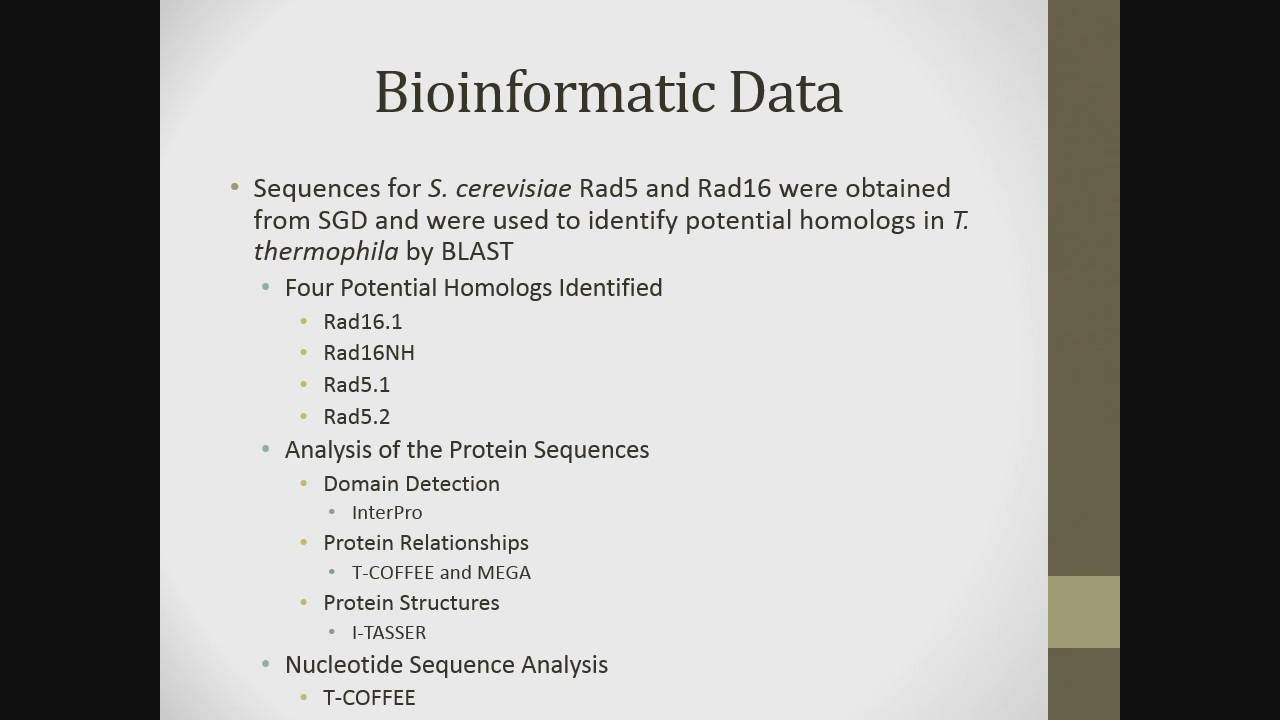 Bioinformatic Data
• Sequences for S. cerevisiae Rad5 and Rad16 were obtained
from SGD and were used to identify potential homologs in T.
thermophila by BLAST
• Four Potential Homologs Identified
• Rad16.1
• Rad16NH
• Rad5.1
• Rad5.2
• Analysis of the Protein Sequences
• Domain Detection
• InterPro
• Protein Relationships
• T-COFFEE and MEGA
• Protein Structures
• I-TASSER
• Nucleotide Sequence Analysis
• T-COFFEE